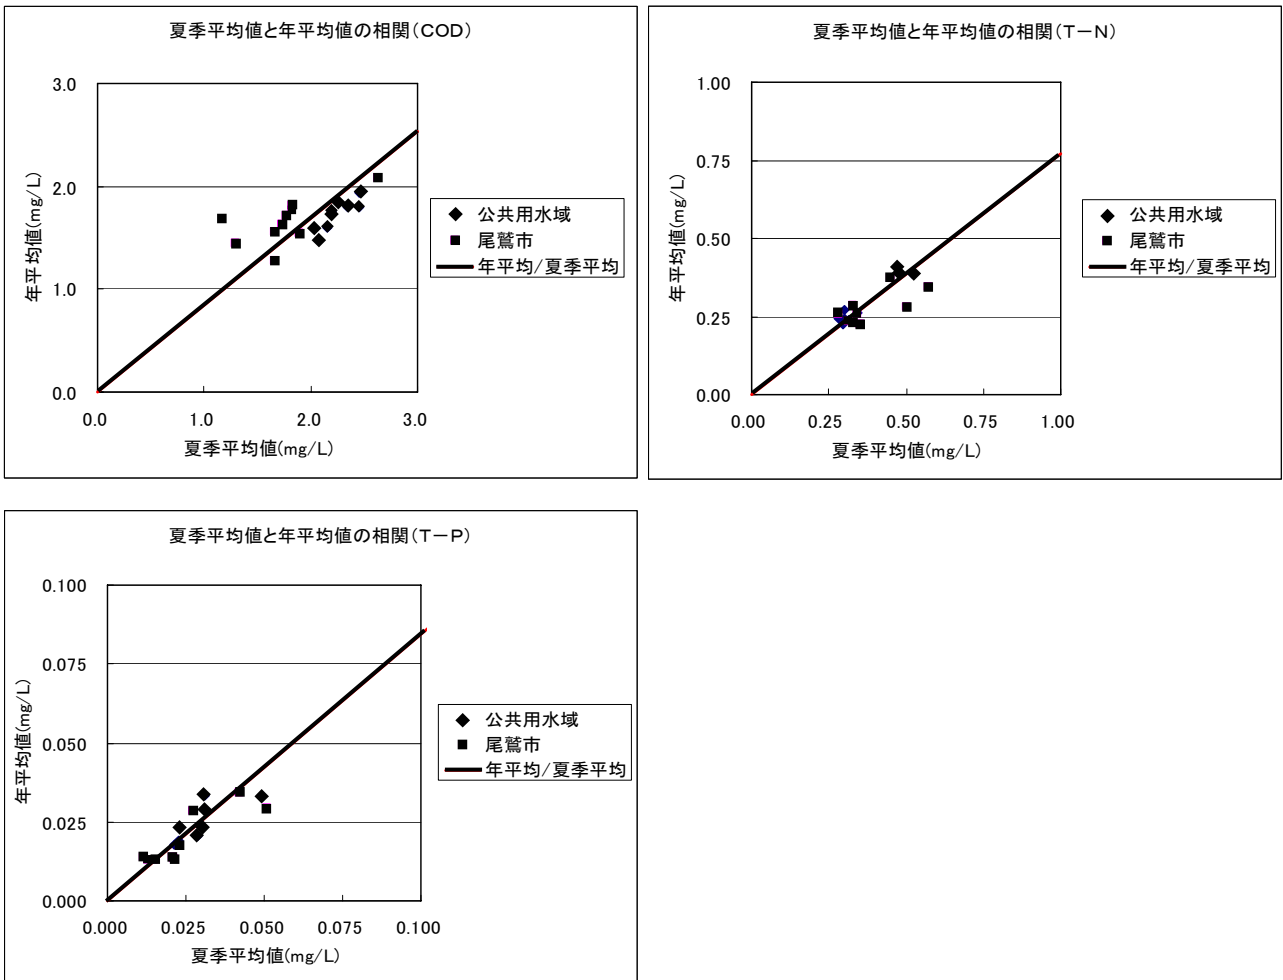 夏季平均値と年平均値の相関(COD)
3.0
2.0
1.0
0.0
年平均値(mg/L)
0.0 1.0 2.0 3.0
夏季平均値(mg/L)
公共用水域
尾鷲市
年平均/夏季平均
夏季平均値と年平均値の相関(T－N)
1.00
0.75
0.50
0.25
0.00
年平均値(mg/L)
0.00 0.25 0.50 0.75 1.00
夏季平均値(mg/L)
公共用水域
尾鷲市
年平均/夏季平均
夏季平均値と年平均値の相関(T－P)
0.100
0.075
0.050
0.025
0.000
年平均値(mg/L)
0.000 0.025 0.050 0.075 0.100
夏季平均値(mg/L)
公共用水域
尾鷲市
年平均/夏季平均